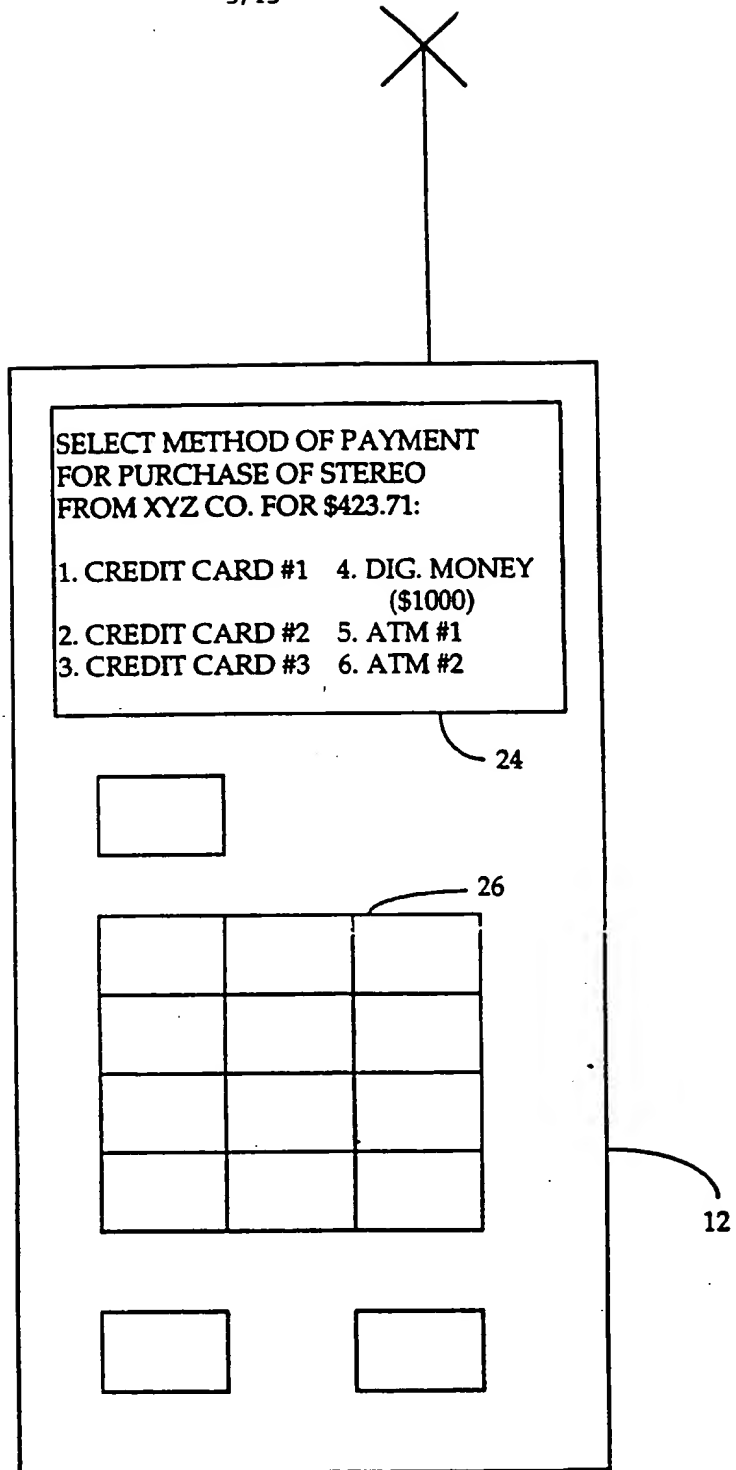 SELECT METHOD OF PAYMENT
FOR PURCHASE OF STEREO
FROM XYZ CO. FOR $423.71:
1. CREDIT CARD #1 4. DIG. MONEY
($1000)
2. CREDIT CARD #2 5. ATM #1
3. CREDIT CARD #3 6. ATM #2
24
26
12